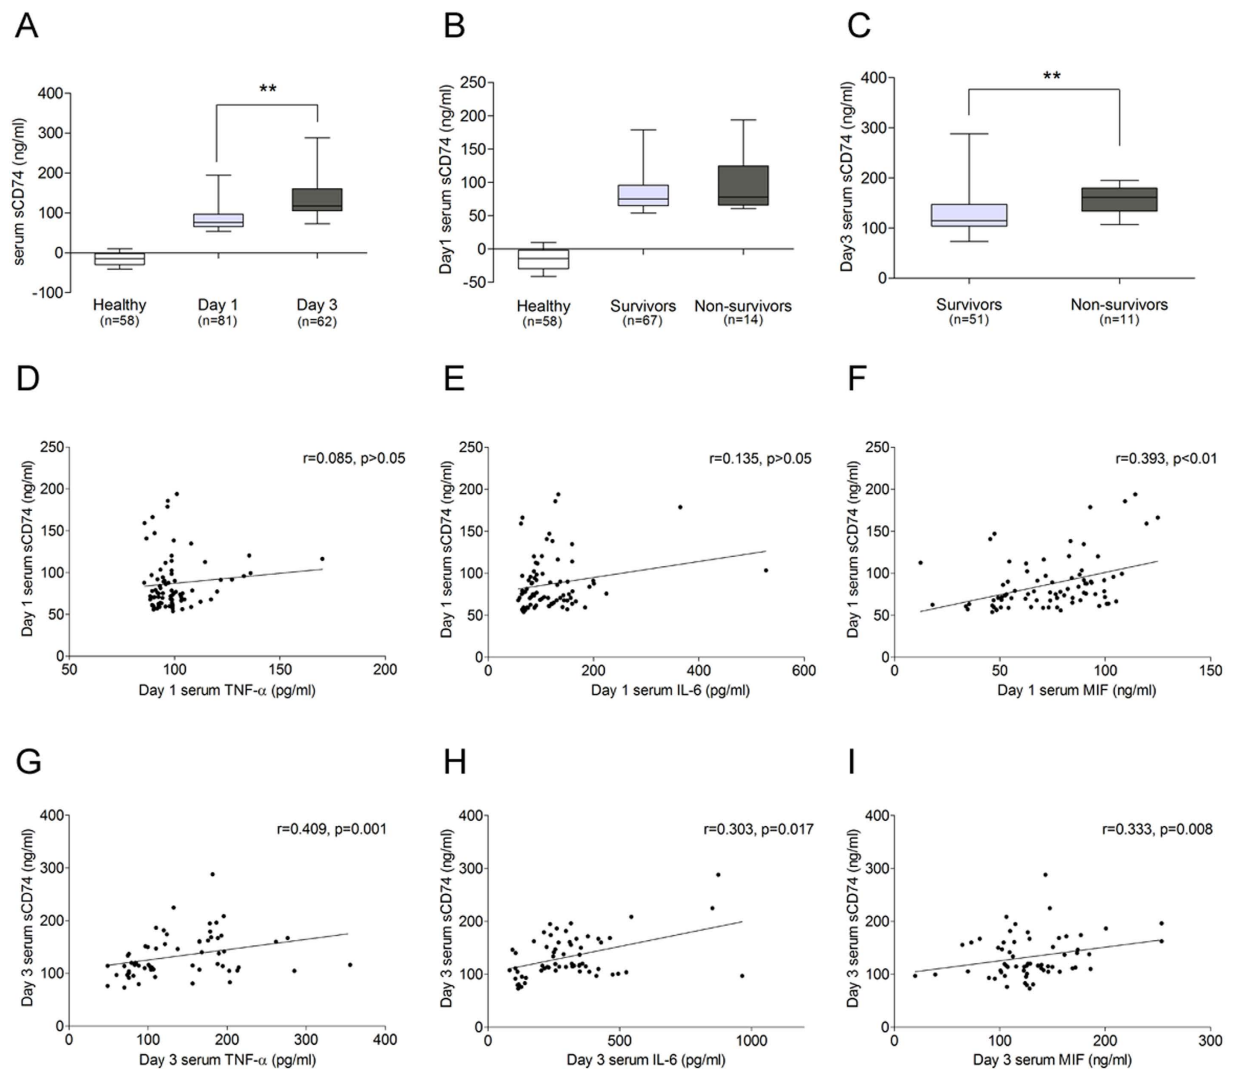 A
B
C
serum sCD74 (ng/ml)
400
300
200
100
0
-100
**
Healthy
(n=58)
Day 1
(n=81)
Day 3
(n=62)
Day1 serum sCD74 (ng/ml)
250
200
150
100
50
0
-50
Healthy
(n=58)
Survivors
(n=67)
Non-survivors
(n=14)
Day3 serum sCD74 (ng/ml)
400
300
200
100
0
**
Survivors
(n=51)
Non-survivors
(n=11)
D
E
F
Day 1 serum sCD74 (ng/ml)
250
200
150
100
50
0
r=0.085, p>0.05
50 100 150 200
Day 1 serum TNF-α (pg/ml)
Day 1 serum sCD74 (ng/ml)
250
200
150
100
50
0
r=0.135, p>0.05
0 200 400 600
Day 1 serum IL-6 (pg/ml)
Day 1 serum sCD74 (ng/ml)
250
200
150
100
50
0
r=0.393, p<0.01
0 50 100 150
Day 1 serum MIF (ng/ml)
G
H
I
Day 3 serum sCD74 (ng/ml)
400
300
200
100
0
r=0.409, p=0.001
0 100 200 300 400
Day 3 serum TNF-α (pg/ml)
Day 3 serum sCD74 (ng/ml)
400
300
200
100
0
r=0.303, p=0.017
0 500 1000
Day 3 serum IL-6 (pg/ml)
Day 3 serum sCD74 (ng/ml)
400
300
200
100
0
r=0.333, p=0.008
0 100 200 300
Day 3 serum MIF (ng/ml)